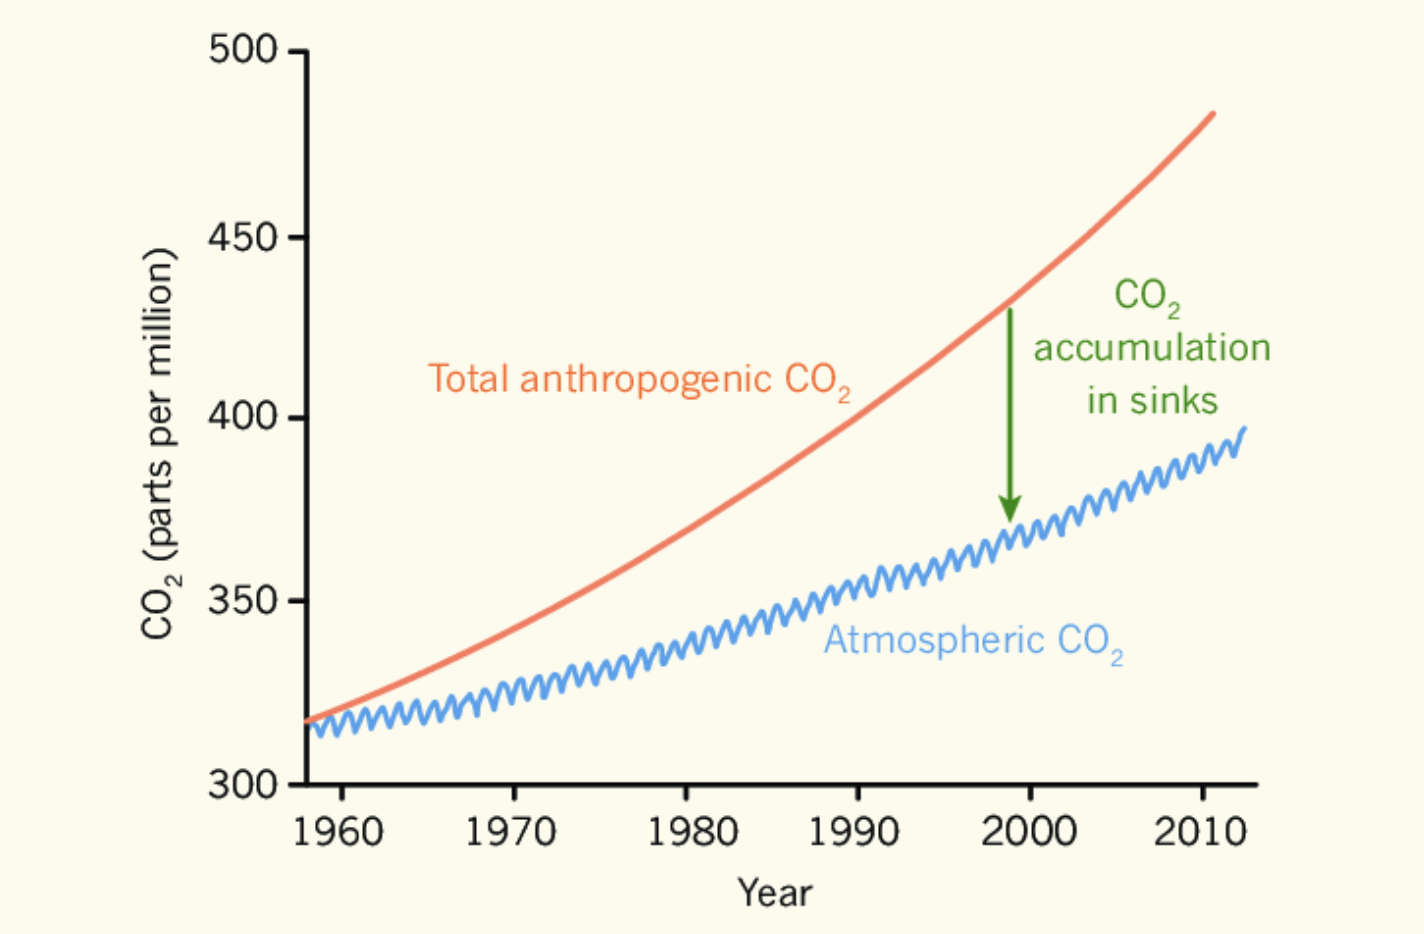 500
450
400
350
300
CO₂ (parts per million)
Total anthropogenic CO₂
CO₂
accumulation
in sinks
Atmospheric CO₂
1960 1970 1980 1990 2000 2010
Year